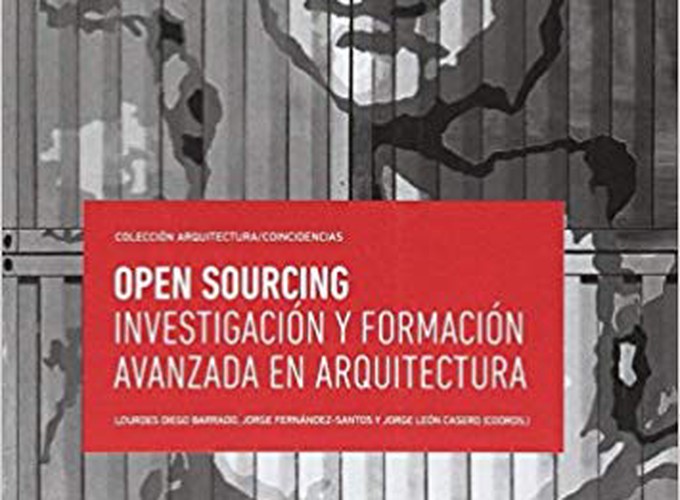 COLECCIÓN ARQUITECTURA/COINCIDENCIAS
OPEN SOURCING
INVESTIGACIÓN Y FORMACIÓN
AVANZADA EN ARQUITECTURA
LOURDES DIEGO BARRADO, JORGE FERNÁNDEZ-SANTOS Y JORGE LEÓN CASERO (COORDS.)